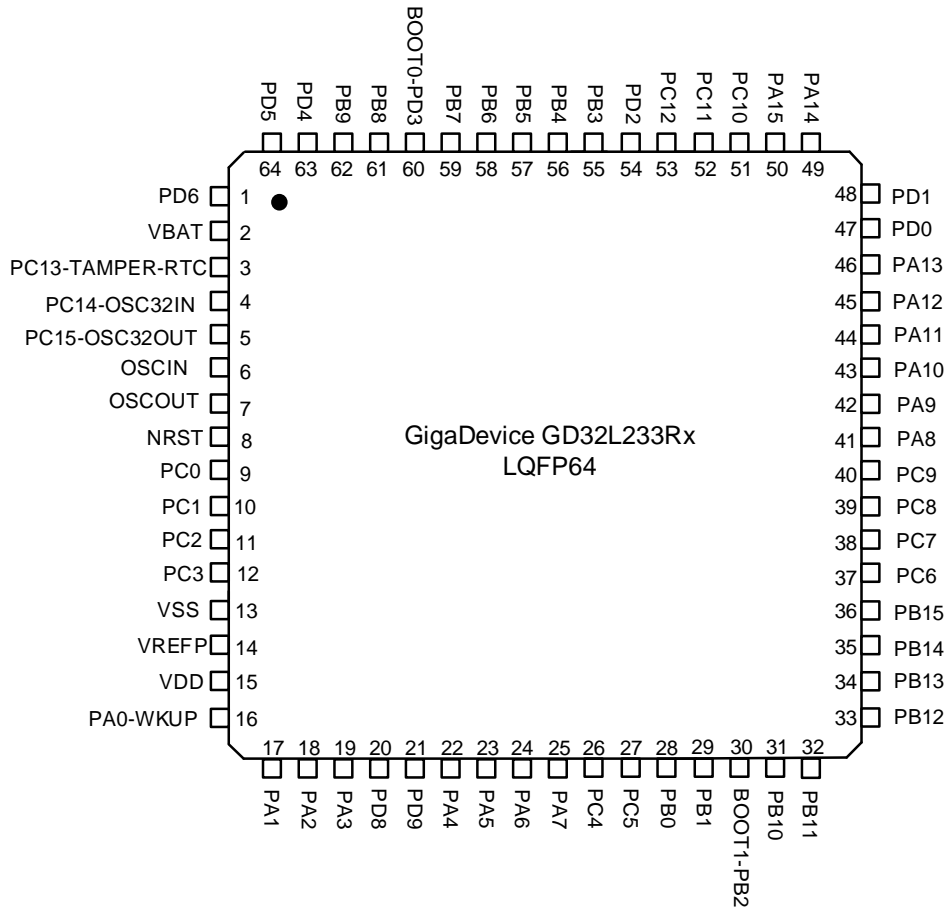 PD5
PD4
PB9
PB8
BOOT0-PD3
PB7
PB6
PB5
PB4
PB3
PD2
PC12
PC11
PC10
PA15
PA14
64
63
62
61
60
59
58
57
56
55
54
53
52
51
50
49
PD6 1
VBAT 2
PC13-TAMPER-RTC 3
PC14-OSC32IN 4
PC15-OSC32OUT 5
OSCIN 6
OSCOUT 7
NRST 8
PC0 9
PC1 10
PC2 11
PC3 12
VSS 13
VREFP 14
VDD 15
PA0-WKUP 16
GigaDevice GD32L233Rx
LQFP64
48 PD1
47 PD0
46 PA13
45 PA12
44 PA11
43 PA10
42 PA9
41 PA8
40 PC9
39 PC8
38 PC7
37 PC6
36 PB15
35 PB14
34 PB13
33 PB12
17
18
19
20
21
22
23
24
25
26
27
28
29
30
31
32
PA1
PA2
PA3
PD8
PD9
PA4
PA5
PA6
PA7
PC4
PC5
PB0
PB1
BOOT1-PB2
PB10
PB11